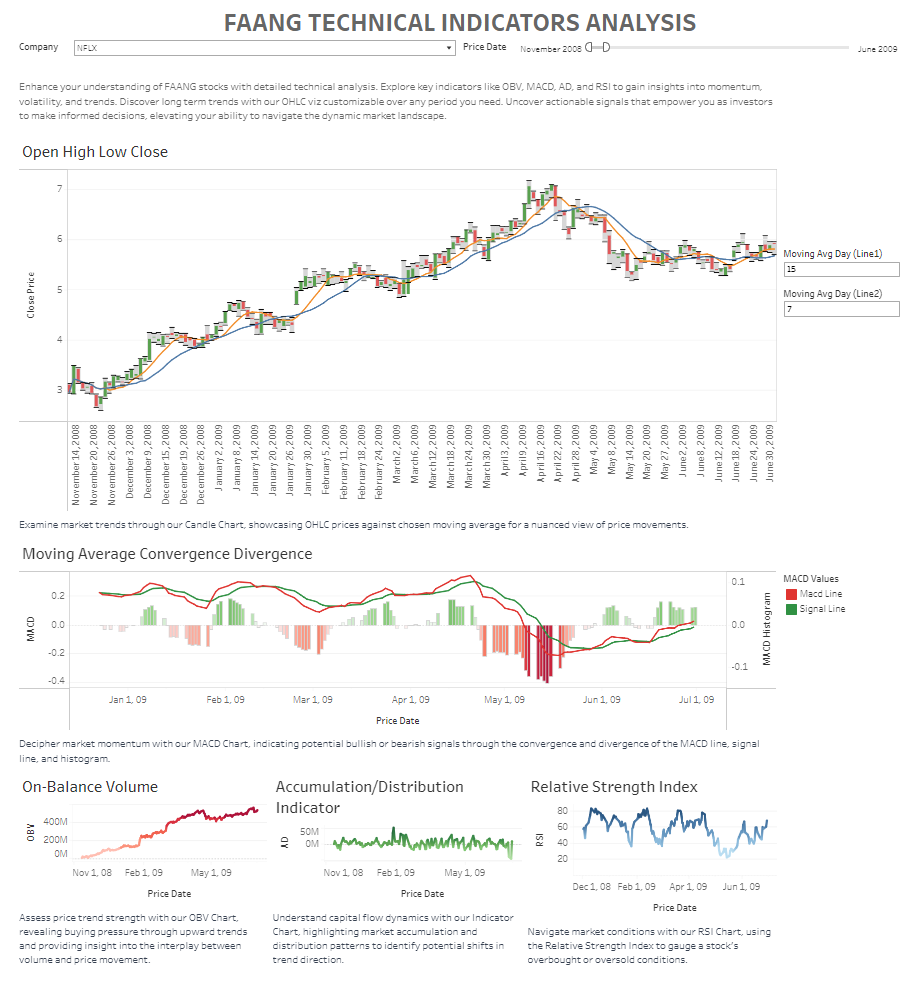 FAANG TECHNICAL INDICATORS ANALYSIS
Company
NFLX
Price Date
November 2008
June 2009
Enhance your understanding of FAANG stocks with detailed technical analysis. Explore key indicators like OBV, MACD, AD, and RSI to gain insights into momentum,
volatility, and trends. Discover long term trends with our OHLC viz customizable over any period you need. Uncover actionable signals that empower you as investors
to make informed decisions, elevating your ability to navigate the dynamic market landscape.
Open High Low Close
Close Price
7
6
5
4
3
November 14, 2008
November 20, 2008
November 26, 2008
December 3, 2008
December 9, 2008
December 15, 2008
December 19, 2008
December 26, 2008
January 2, 2009
January 8, 2009
January 14, 2009
January 21, 2009
January 26, 2009
January 30, 2009
February 5, 2009
February 11, 2009
February 18, 2009
February 24, 2009
March 2, 2009
March 6, 2009
March 12, 2009
March 18, 2009
March 24, 2009
March 30, 2009
April 3, 2009
April 9, 2009
April 16, 2009
April 22, 2009
April 28, 2009
May 4, 2009
May 8, 2009
May 14, 2009
May 20, 2009
May 27, 2009
June 2, 2009
June 8, 2009
June 12, 2009
June 18, 2009
June 24, 2009
June 30, 2009
Moving Avg Day (Line1)
15
Moving Avg Day (Line2)
7
Examine market trends through our Candle Chart, showcasing OHLC prices against chosen moving average for a nuanced view of price movements.
Moving Average Convergence Divergence
MACD
0.2
0.0
-0.2
-0.4
0.1
0.0
-0.1
MACD Histogram
Jan 1, 09
Feb 1, 09
Mar 1, 09
Apr 1, 09
May 1, 09
Jun 1, 09
Jul 1, 09
Price Date
MACD Values
Macd Line
Signal Line
Decipher market momentum with our MACD Chart, indicating potential bullish or bearish signals through the convergence and divergence of the MACD line, signal
line, and histogram.
On-Balance Volume
OBV
400M
200M
0M
Nov 1, 08
Feb 1, 09
May 1, 09
Price Date
Assess price trend strength with our OBV Chart,
revealing buying pressure through upward trends
and providing insight into the interplay between
volume and price movement.
Accumulation/Distribution
Indicator
AD
50M
0M
Nov 1, 08
Feb 1, 09
May 1, 09
Price Date
Understand capital flow dynamics with our Indicator
Chart, highlighting market accumulation and
distribution patterns to identify potential shifts in
trend direction.
Relative Strength Index
RSI
80
60
40
20
Dec 1, 08
Feb 1, 09
Apr 1, 09
Jun 1, 09
Price Date
Navigate market conditions with our RSI Chart, using
the Relative Strength Index to gauge a stock's
overbought or oversold conditions.